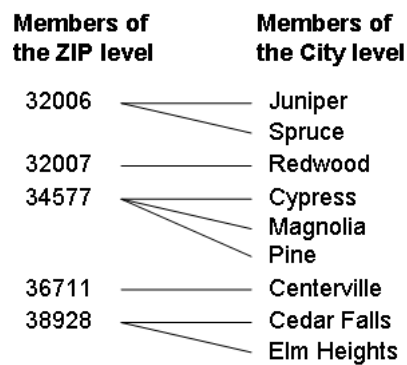 Members of the ZIP level
Members of the City level
32006
Juniper
Spruce
32007
Redwood
34577
Cypress
Magnolia
Pine
36711
Centerville
38928
Cedar Falls
Elm Heights